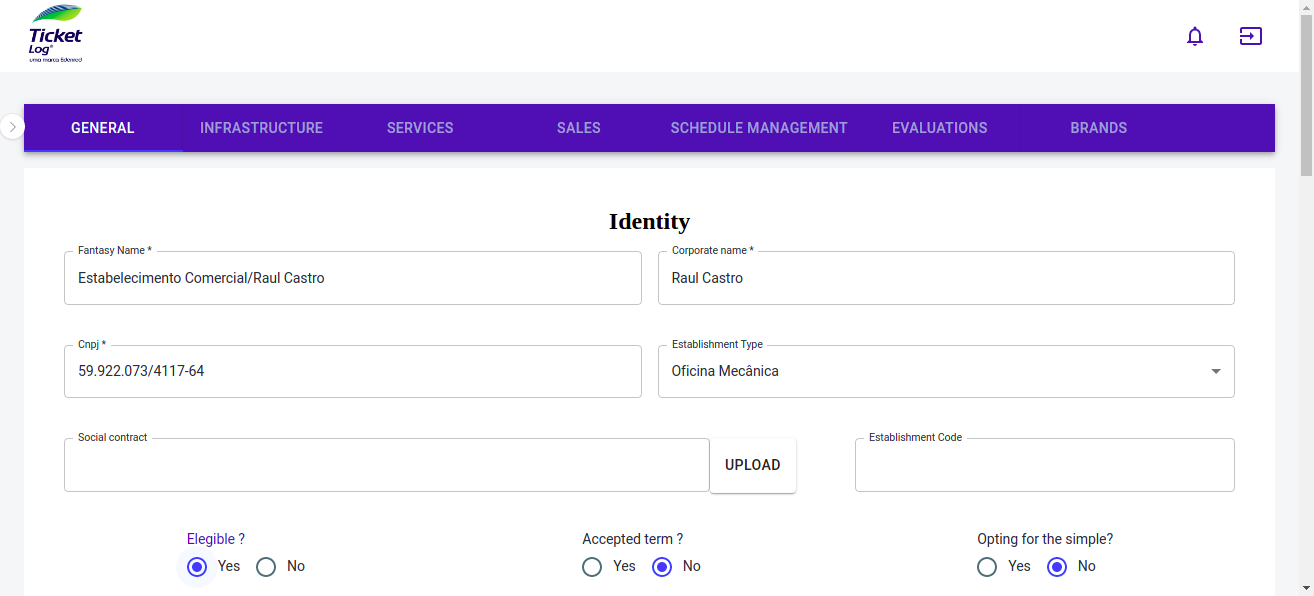 Ticket
Log®
uma marca Edenred
GENERAL INFRASTRUCTURE SERVICES SALES SCHEDULE MANAGEMENT EVALUATIONS BRANDS
Identity
Fantasy Name * Corporate name *
Estabelecimento Comercial/Raul Castro Raul Castro
Cnpj * Establishment Type
59.922.073/4117-64 Oficina Mecânica
Social contract Establishment Code
UPLOAD
Elegible ? Accepted term ? Opting for the simple?
Yes No Yes No Yes No